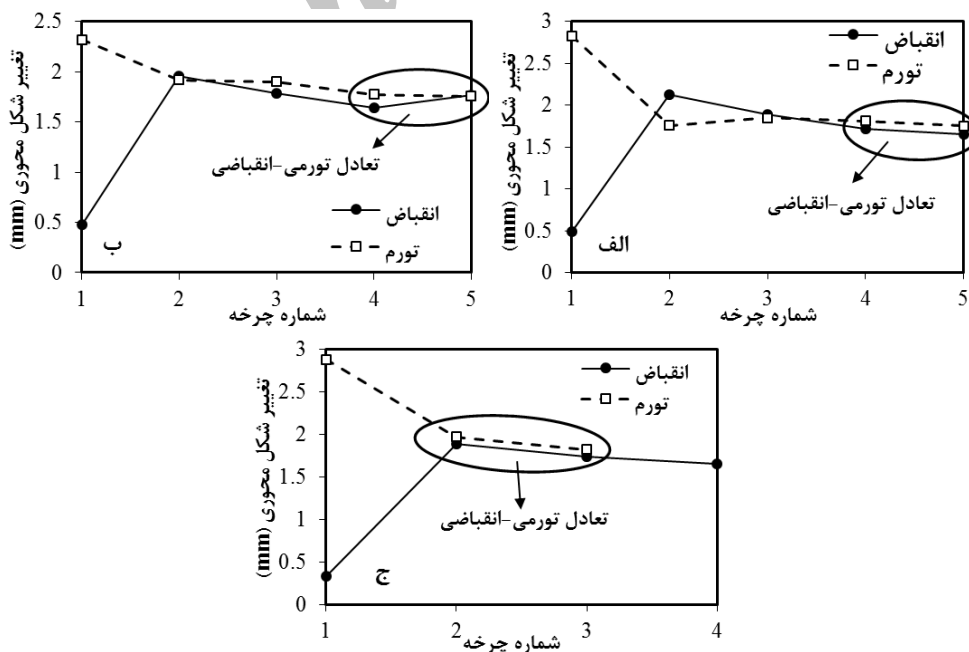 تغییر شکل محوری (mm)
3
2.5
2
1.5
1
0.5
0
1
2
3
4
5
شماره چرخه
انقباض
تورم
تعادل تورمی-انقباضی
الف
تغییر شکل محوری (mm)
2.5
2
1.5
1
0.5
0
1
2
3
4
5
شماره چرخه
تعادل تورمی-انقباضی
انقباض
تورم
ب
تغییر شکل محوری (mm)
3
2.5
2
1.5
1
0.5
0
1
2
3
4
شماره چرخه
انقباض
تورم
تعادل تورمی-انقباضی
ج